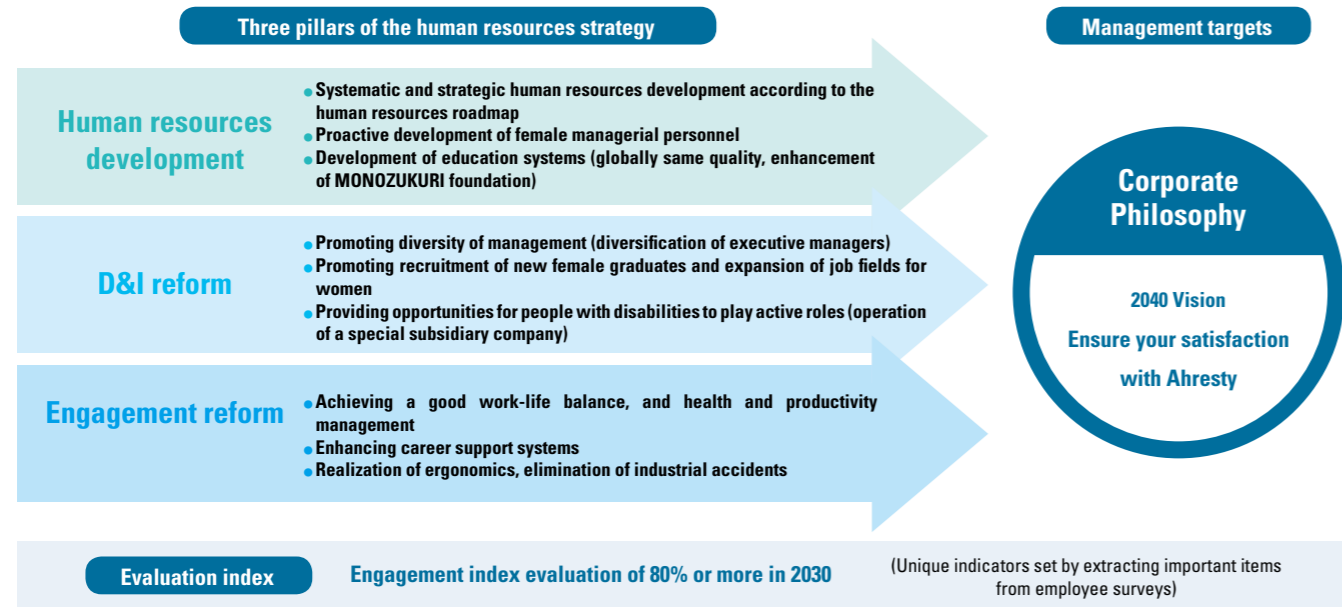 Three pillars of the human resources strategy
Management targets
Human resources
development
● Systematic and strategic human resources development according to the
human resources roadmap
● Proactive development of female managerial personnel
● Development of education systems (globally same quality, enhancement
of MONOZUKURI foundation)
D&I reform
● Promoting diversity of management (diversification of executive managers)
● Promoting recruitment of new female graduates and expansion of job fields for
women
● Providing opportunities for people with disabilities to play active roles (operation
of a special subsidiary company)
Engagement reform
● Achieving a good work-life balance, and health and productivity
management
● Enhancing career support systems
● Realization of ergonomics, elimination of industrial accidents
Corporate
Philosophy
2040 Vision
Ensure your satisfaction
with Ahresty
Evaluation index
Engagement index evaluation of 80% or more in 2030
(Unique indicators set by extracting important items
from employee surveys)